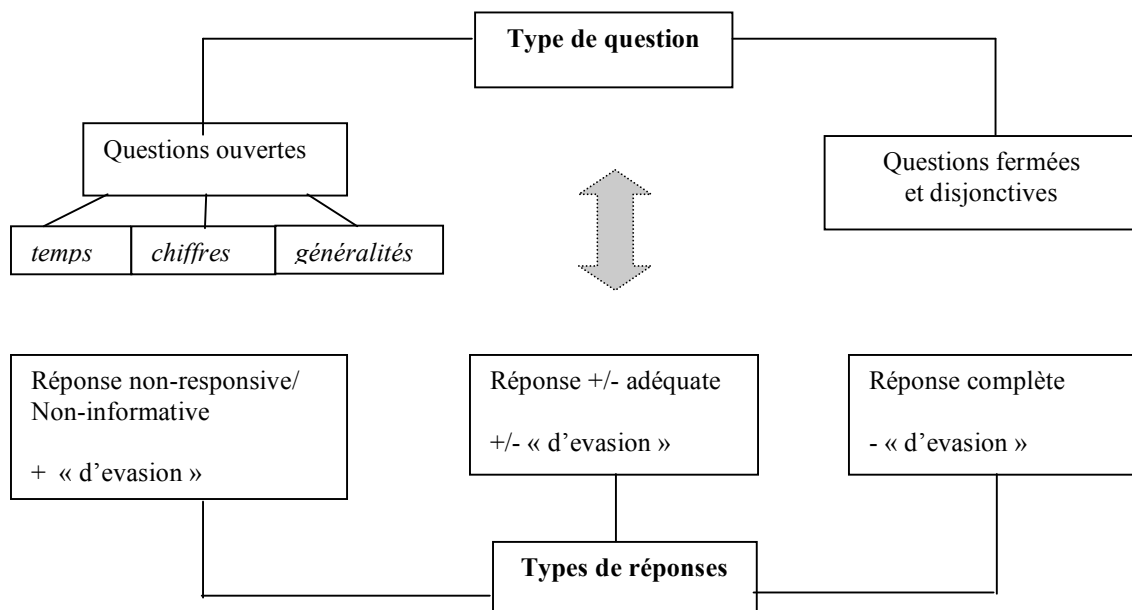 Type de question
Questions ouvertes
Questions fermées
et disjonctives
temps
chiffres
généralités
Réponse non-responsive/
Non-informative
+ « d’evasion »
Réponse +/- adéquate
+/- « d’evasion »
Réponse complète
- « d’evasion »
Types de réponses